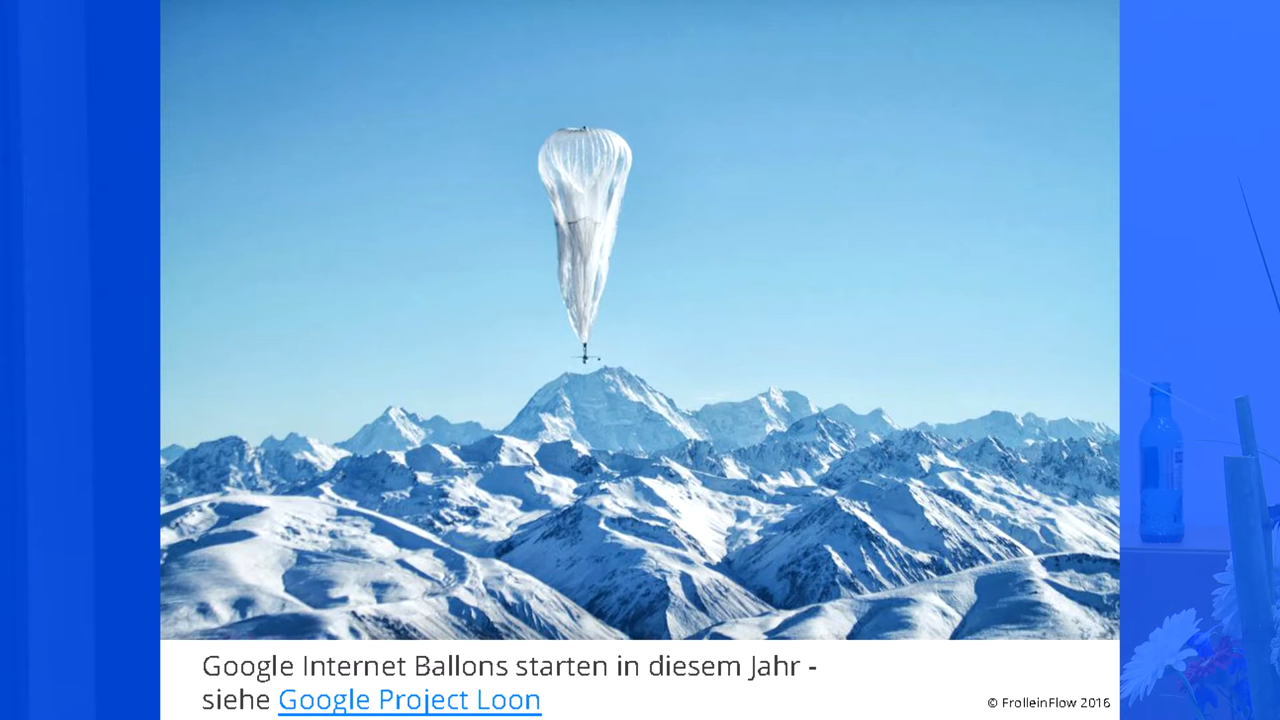 Google Internet Ballons starten in diesem Jahr -
siehe Google Project Loon
© FrolleinFlow 2016